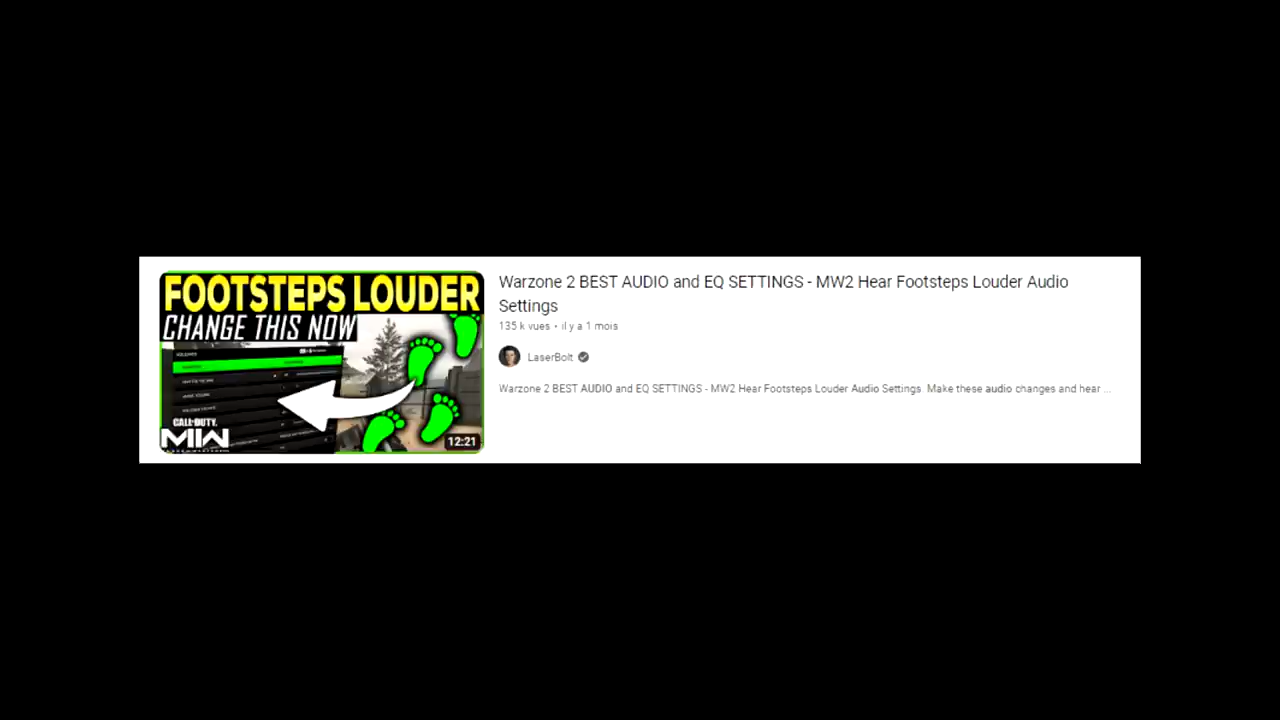 FOOTSTEPS LOUDER
CHANGE THIS NOW
CALL OF DUTY
MW
12:21
Warzone 2 BEST AUDIO and EQ SETTINGS - MW2 Hear Footsteps Louder Audio
Settings
135 k vues • il y a 1 mois
LaserBolt
Warzone 2 BEST AUDIO and EQ SETTINGS - MW2 Hear Footsteps Louder Audio Settings Make these audio changes and hear ...